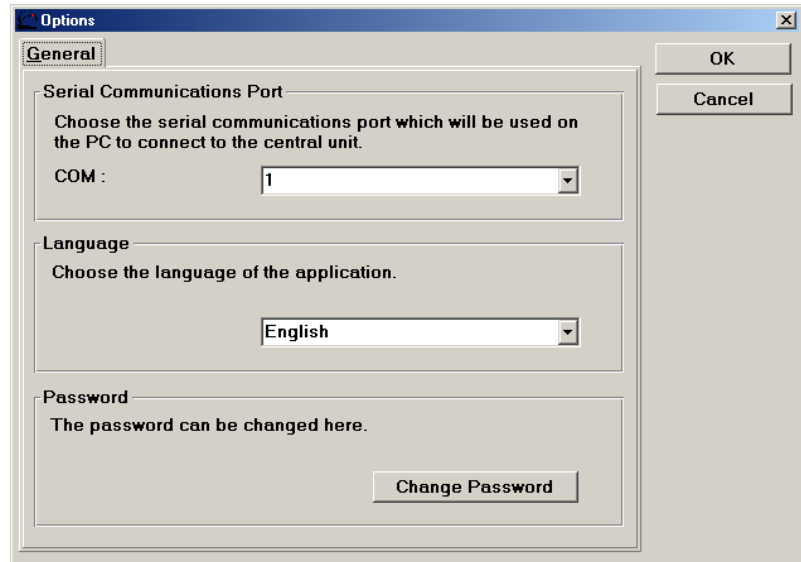 Options
General
OK
Cancel
Serial Communications Port
Choose the serial communications port which will be used on
the PC to connect to the central unit.
COM : 1
Language
Choose the language of the application.
English
Password
The password can be changed here.
Change Password